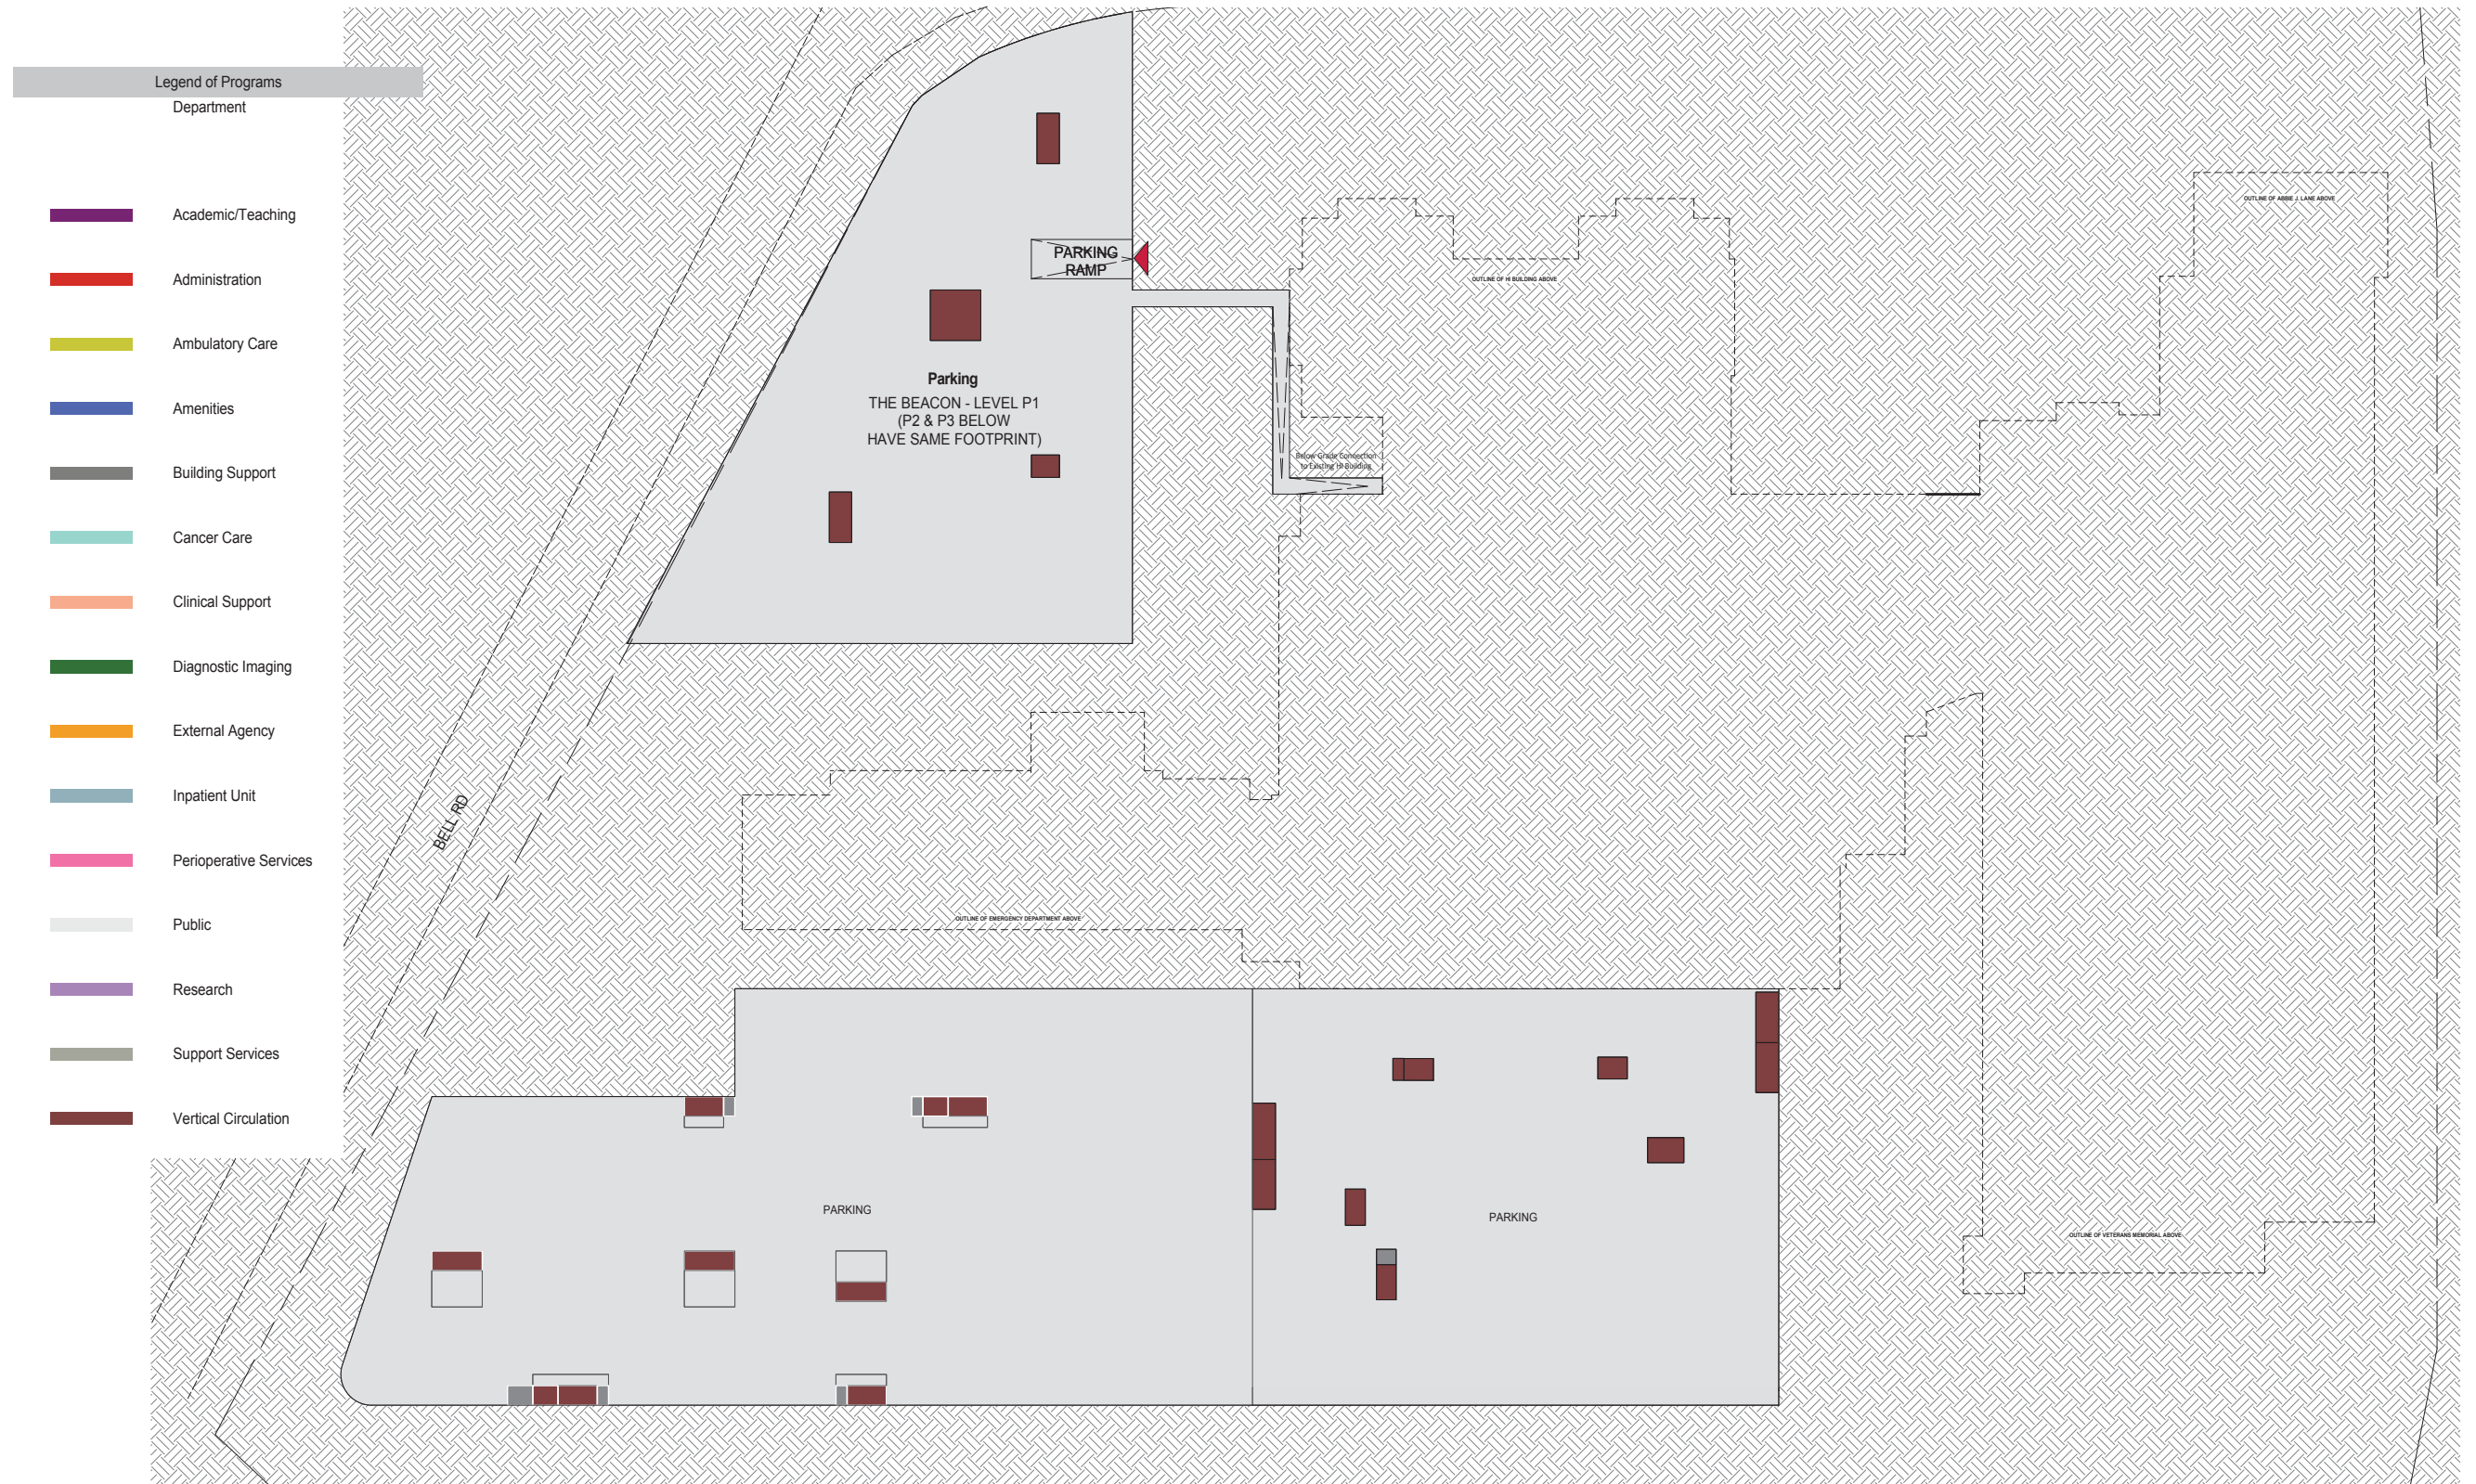 Legend of Programs
Department
Academic/Teaching
Administration
Ambulatory Care
Amenities
Building Support
Cancer Care
Clinical Support
Diagnostic Imaging
External Agency
Inpatient Unit
Perioperative Services
Public
Research
Support Services
Vertical Circulation
PARKING
RAMP
Parking
THE BEACON - LEVEL P1
(P2 & P3 BELOW
HAVE SAME FOOTPRINT)
Below Grade Connection
to Existing HI Building
OUTLINE OF HI BUILDING ABOVE
OUTLINE OF ABBIE J. LANE ABOVE
BELL RD
OUTLINE OF EMERGENCY DEPARTMENT ABOVE
PARKING
PARKING
OUTLINE OF VETERANS MEMORIAL ABOVE